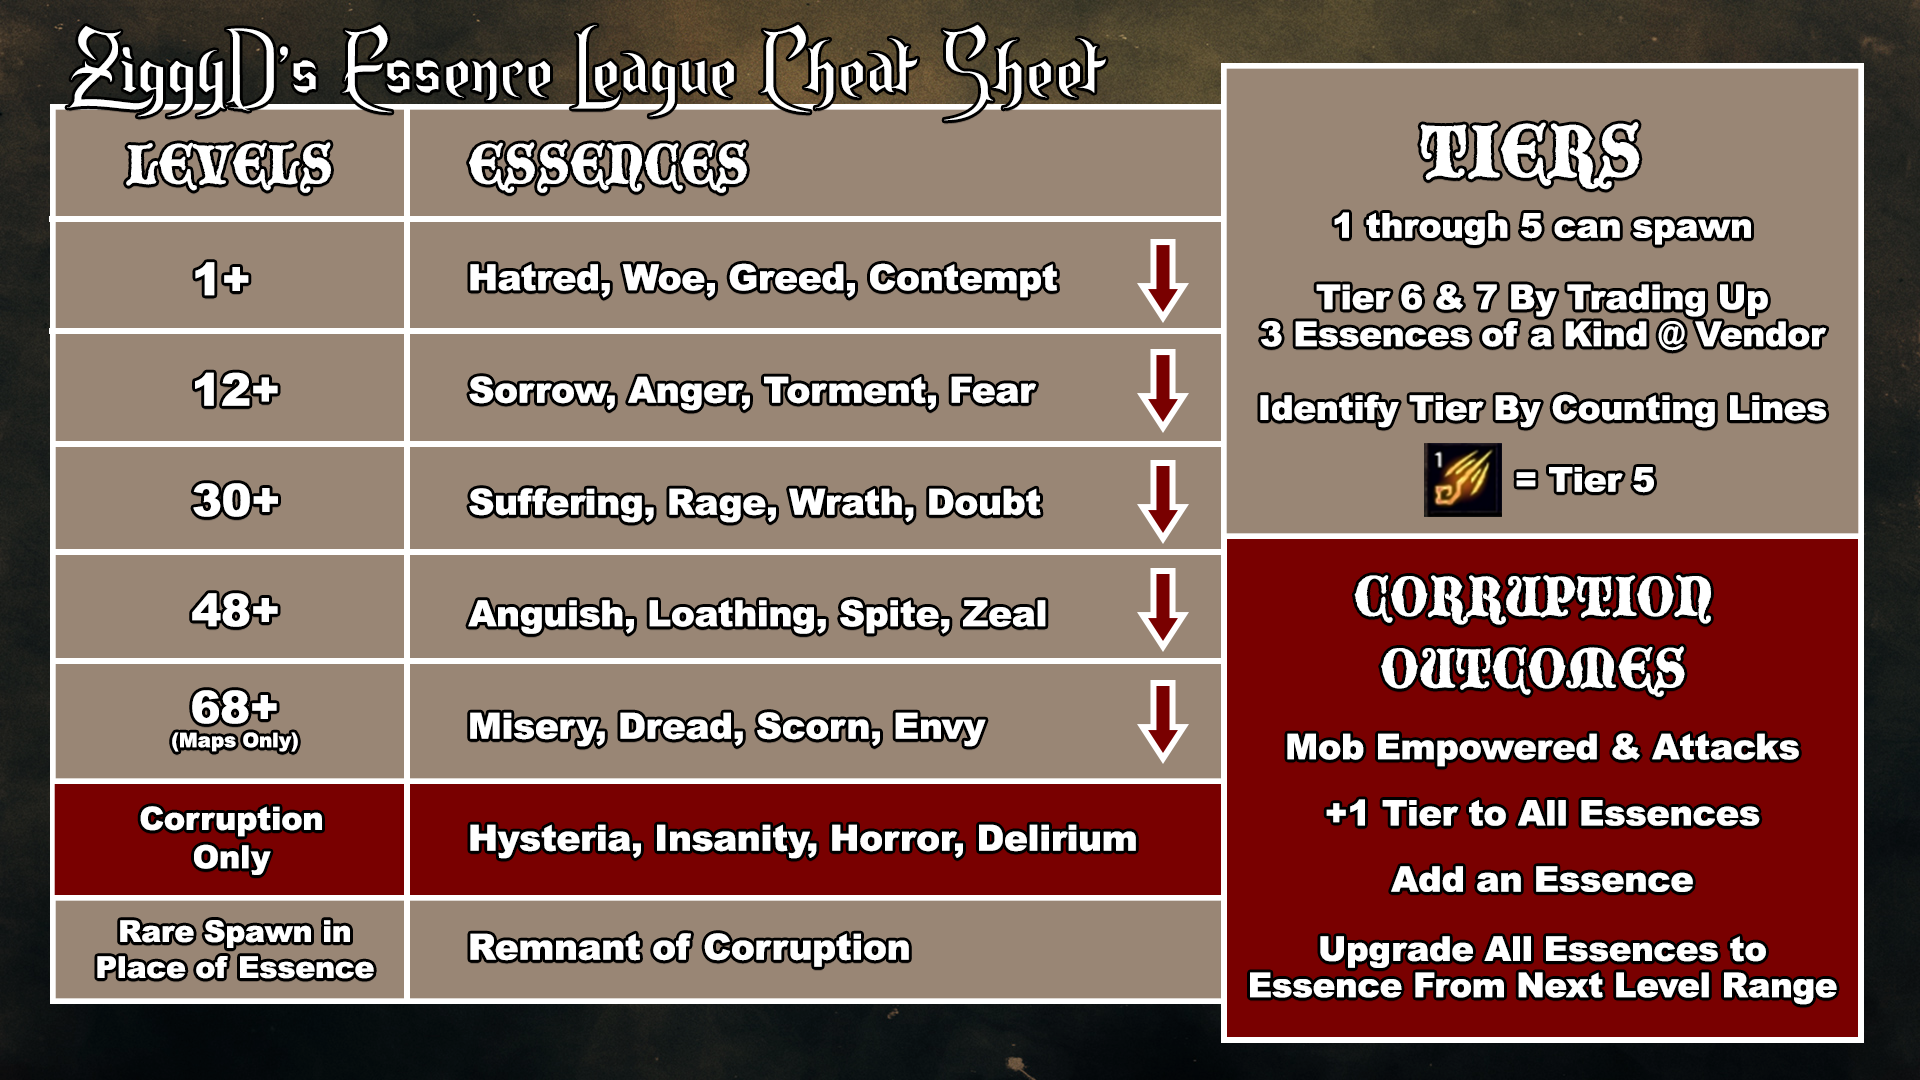 ZiggyD's Essence League Cheat Sheet
LEVELS
ESSENCES
1+
Hatred, Woe, Greed, Contempt
12+
Sorrow, Anger, Torment, Fear
30+
Suffering, Rage, Wrath, Doubt
48+
Anguish, Loathing, Spite, Zeal
68+
(Maps Only)
Misery, Dread, Scorn, Envy
Corruption
Only
Hysteria, Insanity, Horror, Delirium
Rare Spawn in
Place of Essence
Remnant of Corruption
TIERS
1 through 5 can spawn
Tier 6 & 7 By Trading Up
3 Essences of a Kind @ Vendor
Identify Tier By Counting Lines
1
= Tier 5
CORRUPTION
OUTCOMES
Mob Empowered & Attacks
+1 Tier to All Essences
Add an Essence
Upgrade All Essences to
Essence From Next Level Range